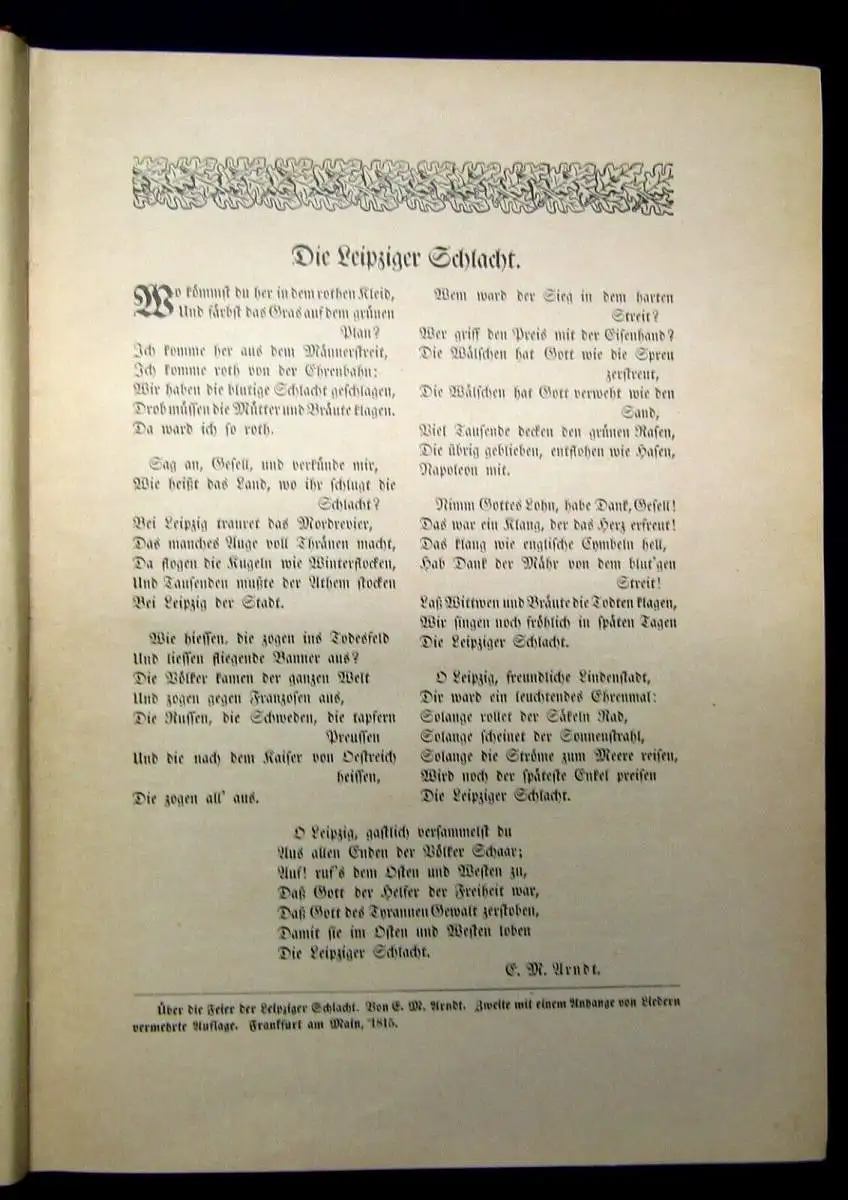 Die Leipziger Schlacht.
Wo kömmst du her in dem rothen Kleid,
Und färbst das Gras auf dem grünen
Plan?
Ich komme her aus dem Männerstreit,
Ich komme roth von der Ehrenbahn:
Wir haben die blutige Schlacht geschlagen,
Drob müssen die Mütter und Bräute klagen.
Da ward ich so roth.
Sag an, Gesell, und verkünde mir,
Wie heißt das Land, wo ihr schlugt die
Schlacht?
Bei Leipzig trauret das Mordrevier,
Das manches Auge voll Thränen macht,
Da flogen die Kugeln wie Winterflocken,
Und Tausenden mußte der Athem stocken
Bei Leipzig der Stadt.
Wie hiessen, die zogen ins Todesfeld
Und liessen fliegende Banner aus?
Die Völker kamen der ganzen Welt
Und zogen gegen Franzosen aus,
Die Russen, die Schweden, die tapfern
Preussen
Und die nach dem Kaiser von Oestreich
heissen,
Die zogen all' aus.
Wem ward der Sieg in dem harten
Streit?
Wer griff den Preis mit der Eisenhand?
Die Wälschen hat Gott wie die Spreu
zerstreut,
Die Wälschen hat Gott verweht wie den
Sand,
Viel Tausende decken den grünen Rasen,
Die übrig geblieben, entflohen wie Hasen,
Napoleon mit.
Nimm Gottes Lohn, habe Dank, Gesell!
Das war ein Klang, der das Herz erfreut!
Das klang wie englische Cymbeln hell,
Hab Dank der Mähr von dem blut'gen
Streit!
Laß Wittwen und Bräute die Todten klagen,
Wir singen noch fröhlich in späten Tagen
Die Leipziger Schlacht.
O Leipzig, freundliche Lindenstadt,
Dir ward ein leuchtendes Ehrenmal:
Solange rollet der Säkeln Rad,
Solange scheinet der Sonnenstrahl,
Solange die Ströme zum Meere reisen,
Wird noch der späteste Enkel preisen
Die Leipziger Schlacht.
O Leipzig, gastlich versammelst du
Aus allen Enden der Völker Schaar;
Auf! ruf's dem Osten und Westen zu,
Daß Gott der Helfer der Freiheit war,
Daß Gott des Tyrannen Gewalt zerstoben,
Damit sie im Osten und Westen loben
Die Leipziger Schlacht.
E. M. Arndt.
Über die Feier der Leipziger Schlacht. Von E. M. Arndt. Zweite mit einem Anhange von Liedern
vermehrte Auflage. Frankfurt am Main, 1815.